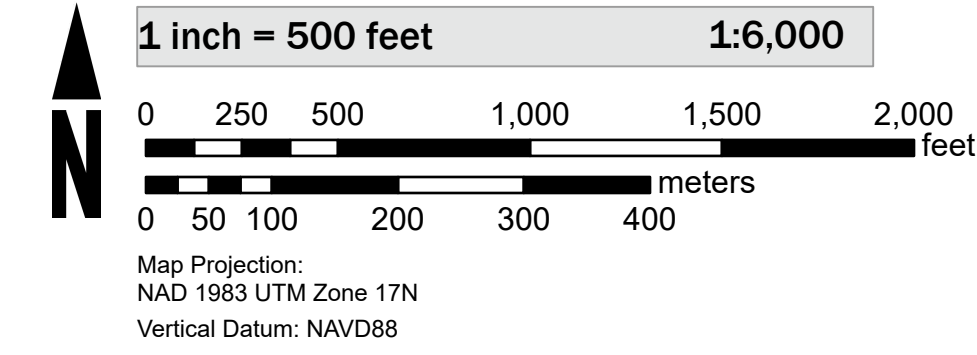 1 inch = 500 feet 1:6,000
0 250 500 1,000 1,500 2,000
feet
N
meters
0 50 100 200 300 400
Map Projection:
NAD 1983 UTM Zone 17N
Vertical Datum: NAVD88